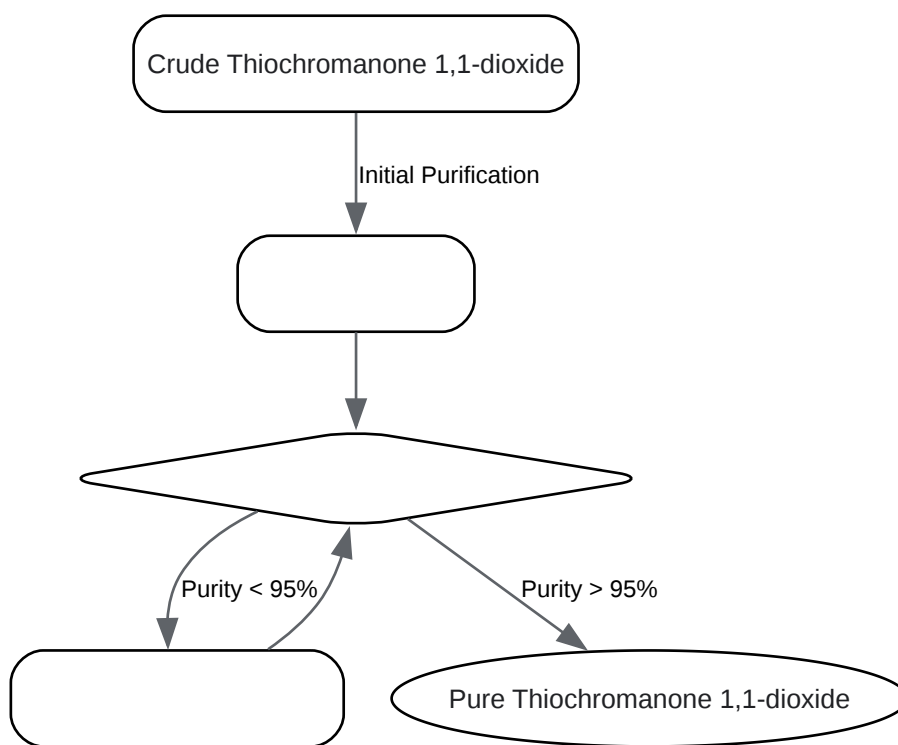 Crude Thiochromanone 1,1-dioxide
Initial Purification
Purity < 95%
Purity > 95%
Pure Thiochromanone 1,1-dioxide